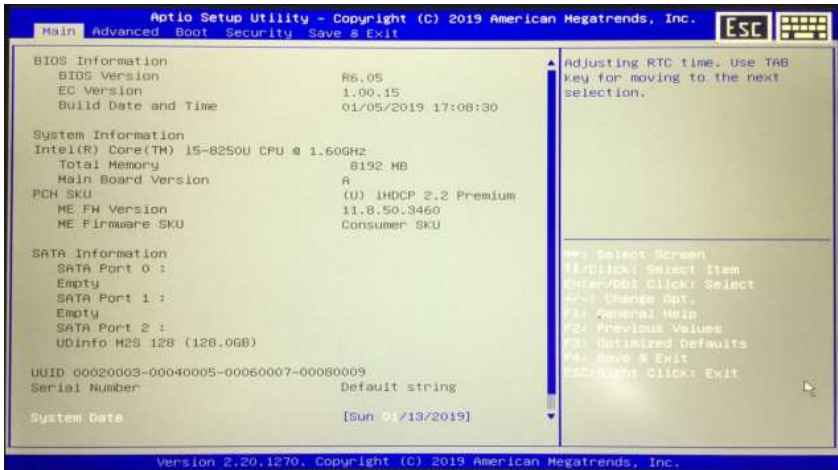 Aptio Setup Utility – Copyright (C) 2019 American Megatrends, Inc.
Main Advanced Boot Security Save & Exit
Esc
BIOS Information
BIOS Version R6.05
EC Version 1.00.15
Build Date and Time 01/05/2019 17:08:30
System Information
Intel(R) Core(TM) i5-8250U CPU @ 1.60GHz
Total Memory 8192 MB
Main Board Version A
PCH SKU (U) iHDCP 2.2 Premium
ME FW Version 11.8.50.3460
ME Firmware SKU Consumer SKU
SATA Information
SATA Port 0 :
Empty
SATA Port 1 :
Empty
SATA Port 2 :
UDinfo M2S 128 (128.0GB)
UUID 00020003-00040005-00060007-00080009
Serial Number Default string
System Date [Sun 01/13/2019]
Adjusting RTC time. Use TAB
key for moving to the next
selection.
: Select Screen
/Click: Select Item
Enter/Dbl Click: Select
+/-: Change Opt.
F1: General Help
F2: Previous Values
F3: Optimized Defaults
F4: Save & Exit
ESC/Right Click: Exit
Version 2.20.1270. Copyright (C) 2019 American Megatrends, Inc.